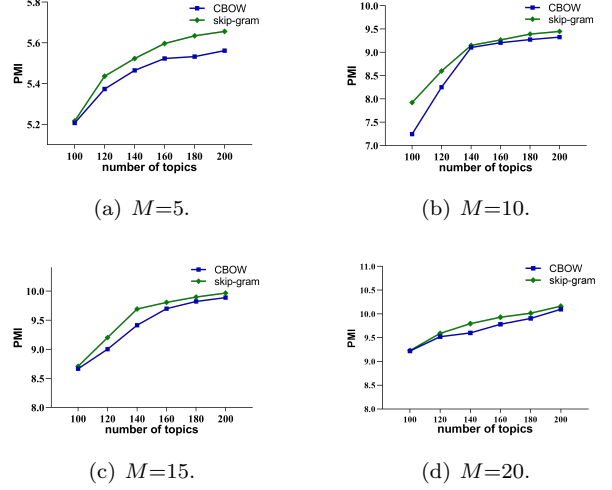 5.8
5.6
5.4
5.2
PMI
CBOW
skip-gram
100 120 140 160 180 200
number of topics
(a) M=5.
10.0
9.5
9.0
8.5
8.0
7.5
7.0
PMI
CBOW
skip-gram
100 120 140 160 180 200
number of topics
(b) M=10.
10.0
9.5
9.0
8.5
8.0
PMI
CBOW
skip-gram
100 120 140 160 180 200
number of topics
(c) M=15.
11.0
10.5
10.0
9.5
9.0
8.5
8.0
PMI
CBOW
skip-gram
100 120 140 160 180 200
number of topics
(d) M=20.